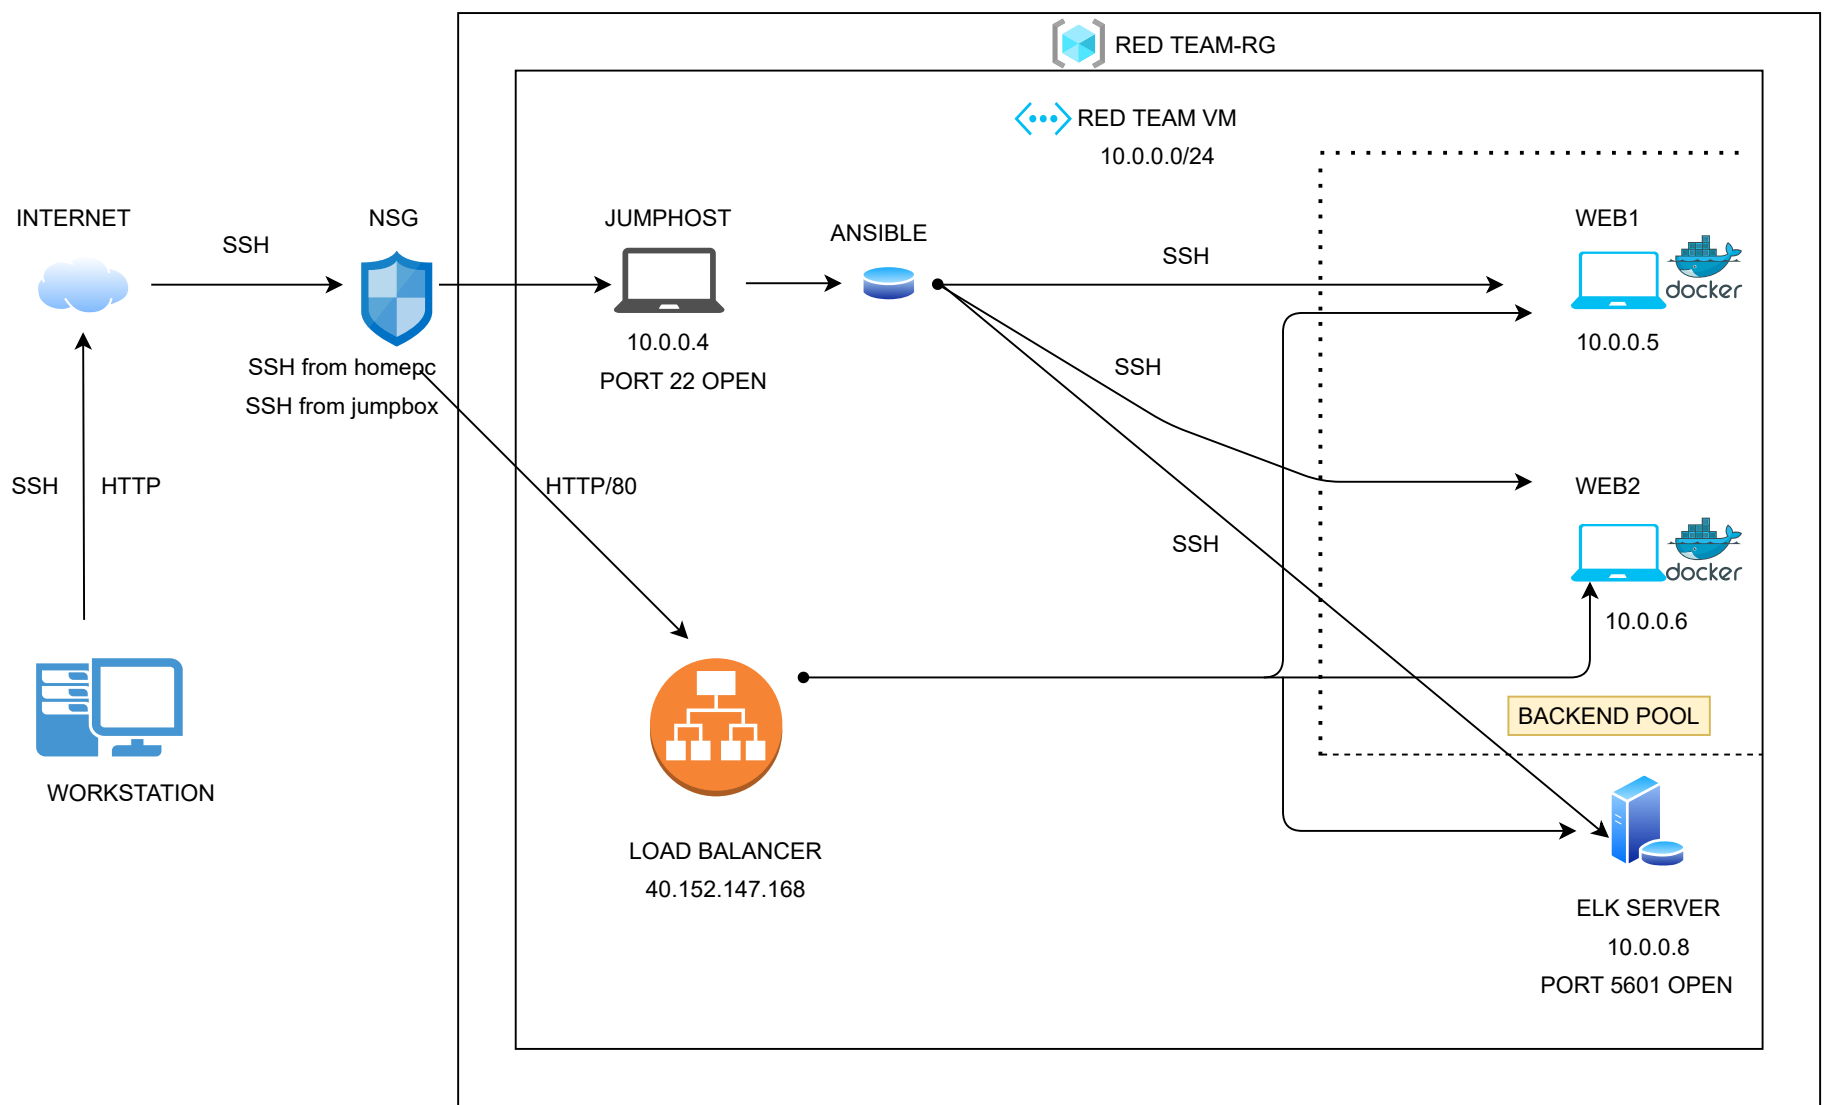 RED TEAM-RG
RED TEAM VM
10.0.0.0/24
INTERNET
SSH
NSG
JUMPHOST
ANSIBLE
SSH
WEB1
docker
10.0.0.5
10.0.0.4
PORT 22 OPEN
SSH from homepc
SSH from jumpbox
SSH
SSH
HTTP
HTTP/80
WEB2
docker
10.0.0.6
SSH
BACKEND POOL
WORKSTATION
LOAD BALANCER
40.152.147.168
ELK SERVER
10.0.0.8
PORT 5601 OPEN